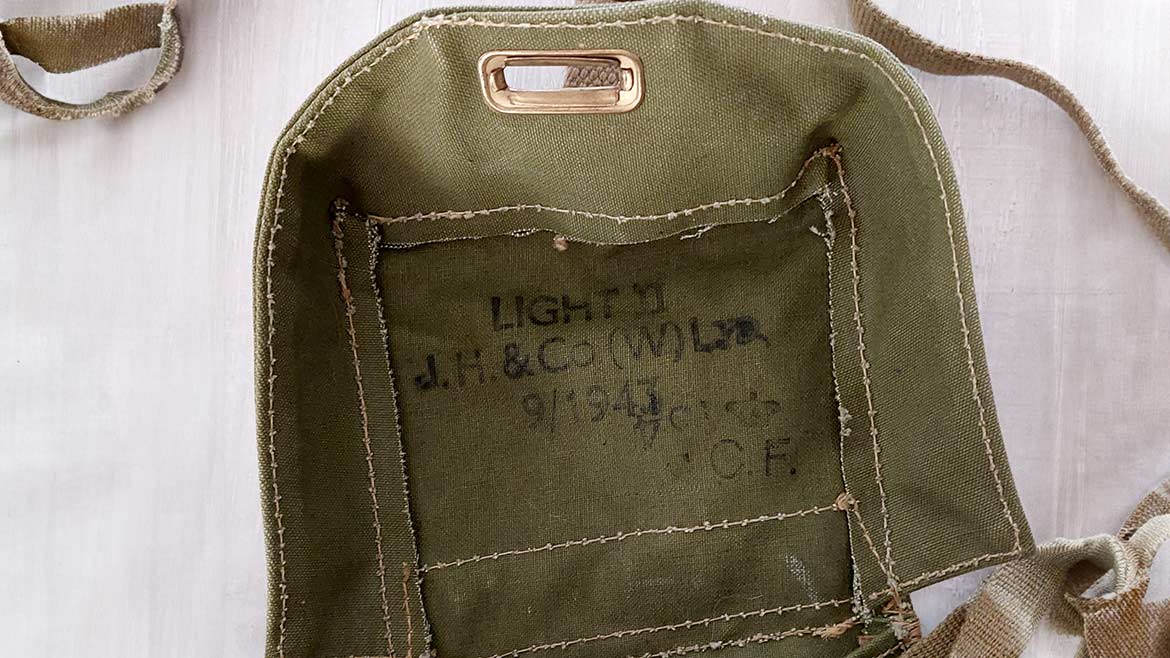 LIGHT II
J.H. & Co (W) LTD.
9/1943
C.F.